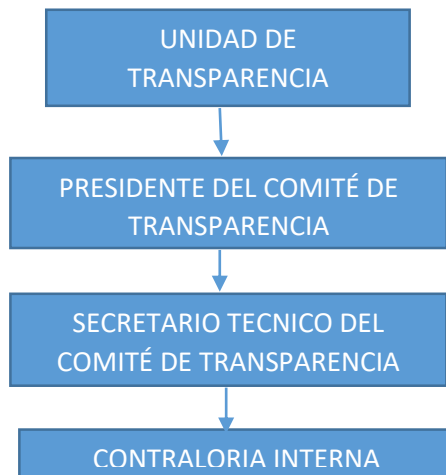 UNIDAD DE
TRANSPARENCIA
PRESIDENTE DEL COMITÉ DE
TRANSPARENCIA
SECRETARIO TECNICO DEL
COMITÉ DE TRANSPARENCIA
CONTRALORIA INTERNA